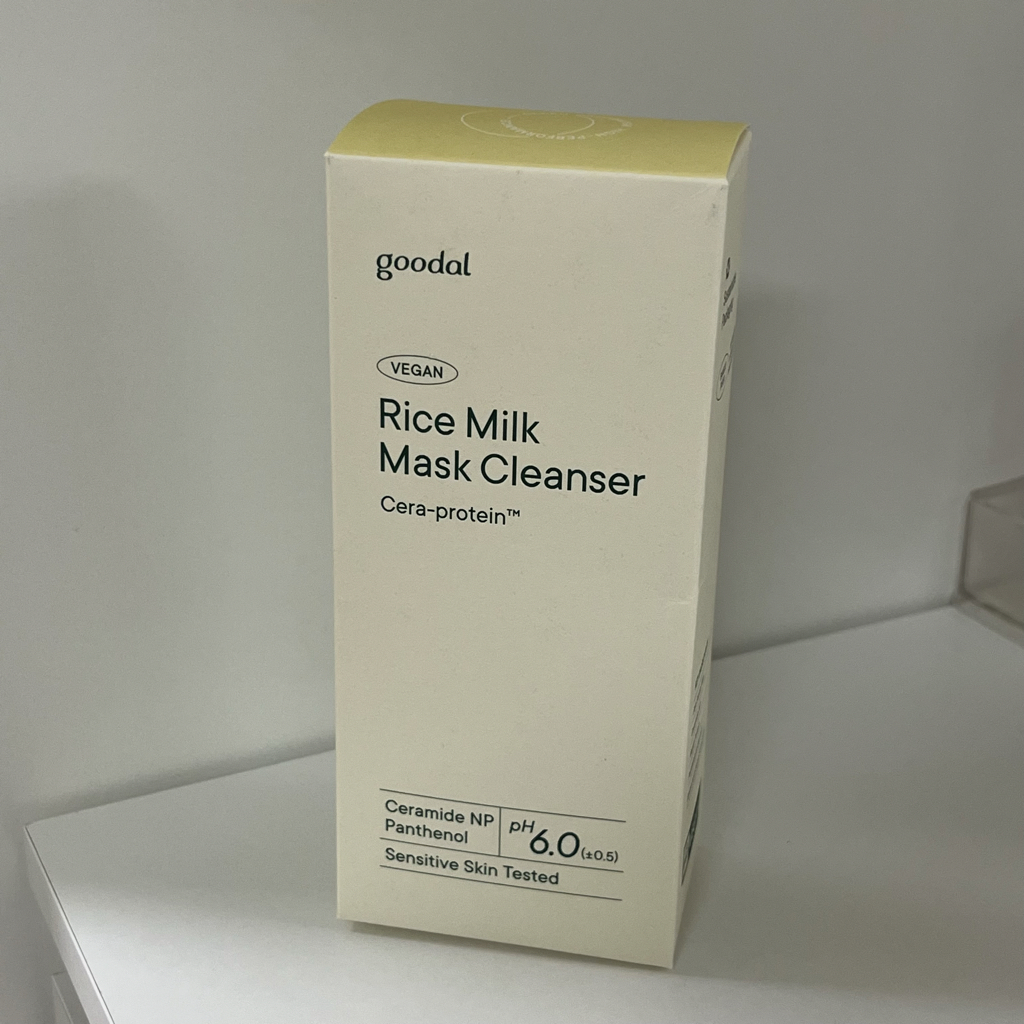 goodal
VEGAN
Rice Milk
Mask Cleanser
Cera-protein™
Ceramide NP
Panthenol
pH 6.0 (±0.5)
Sensitive Skin Tested